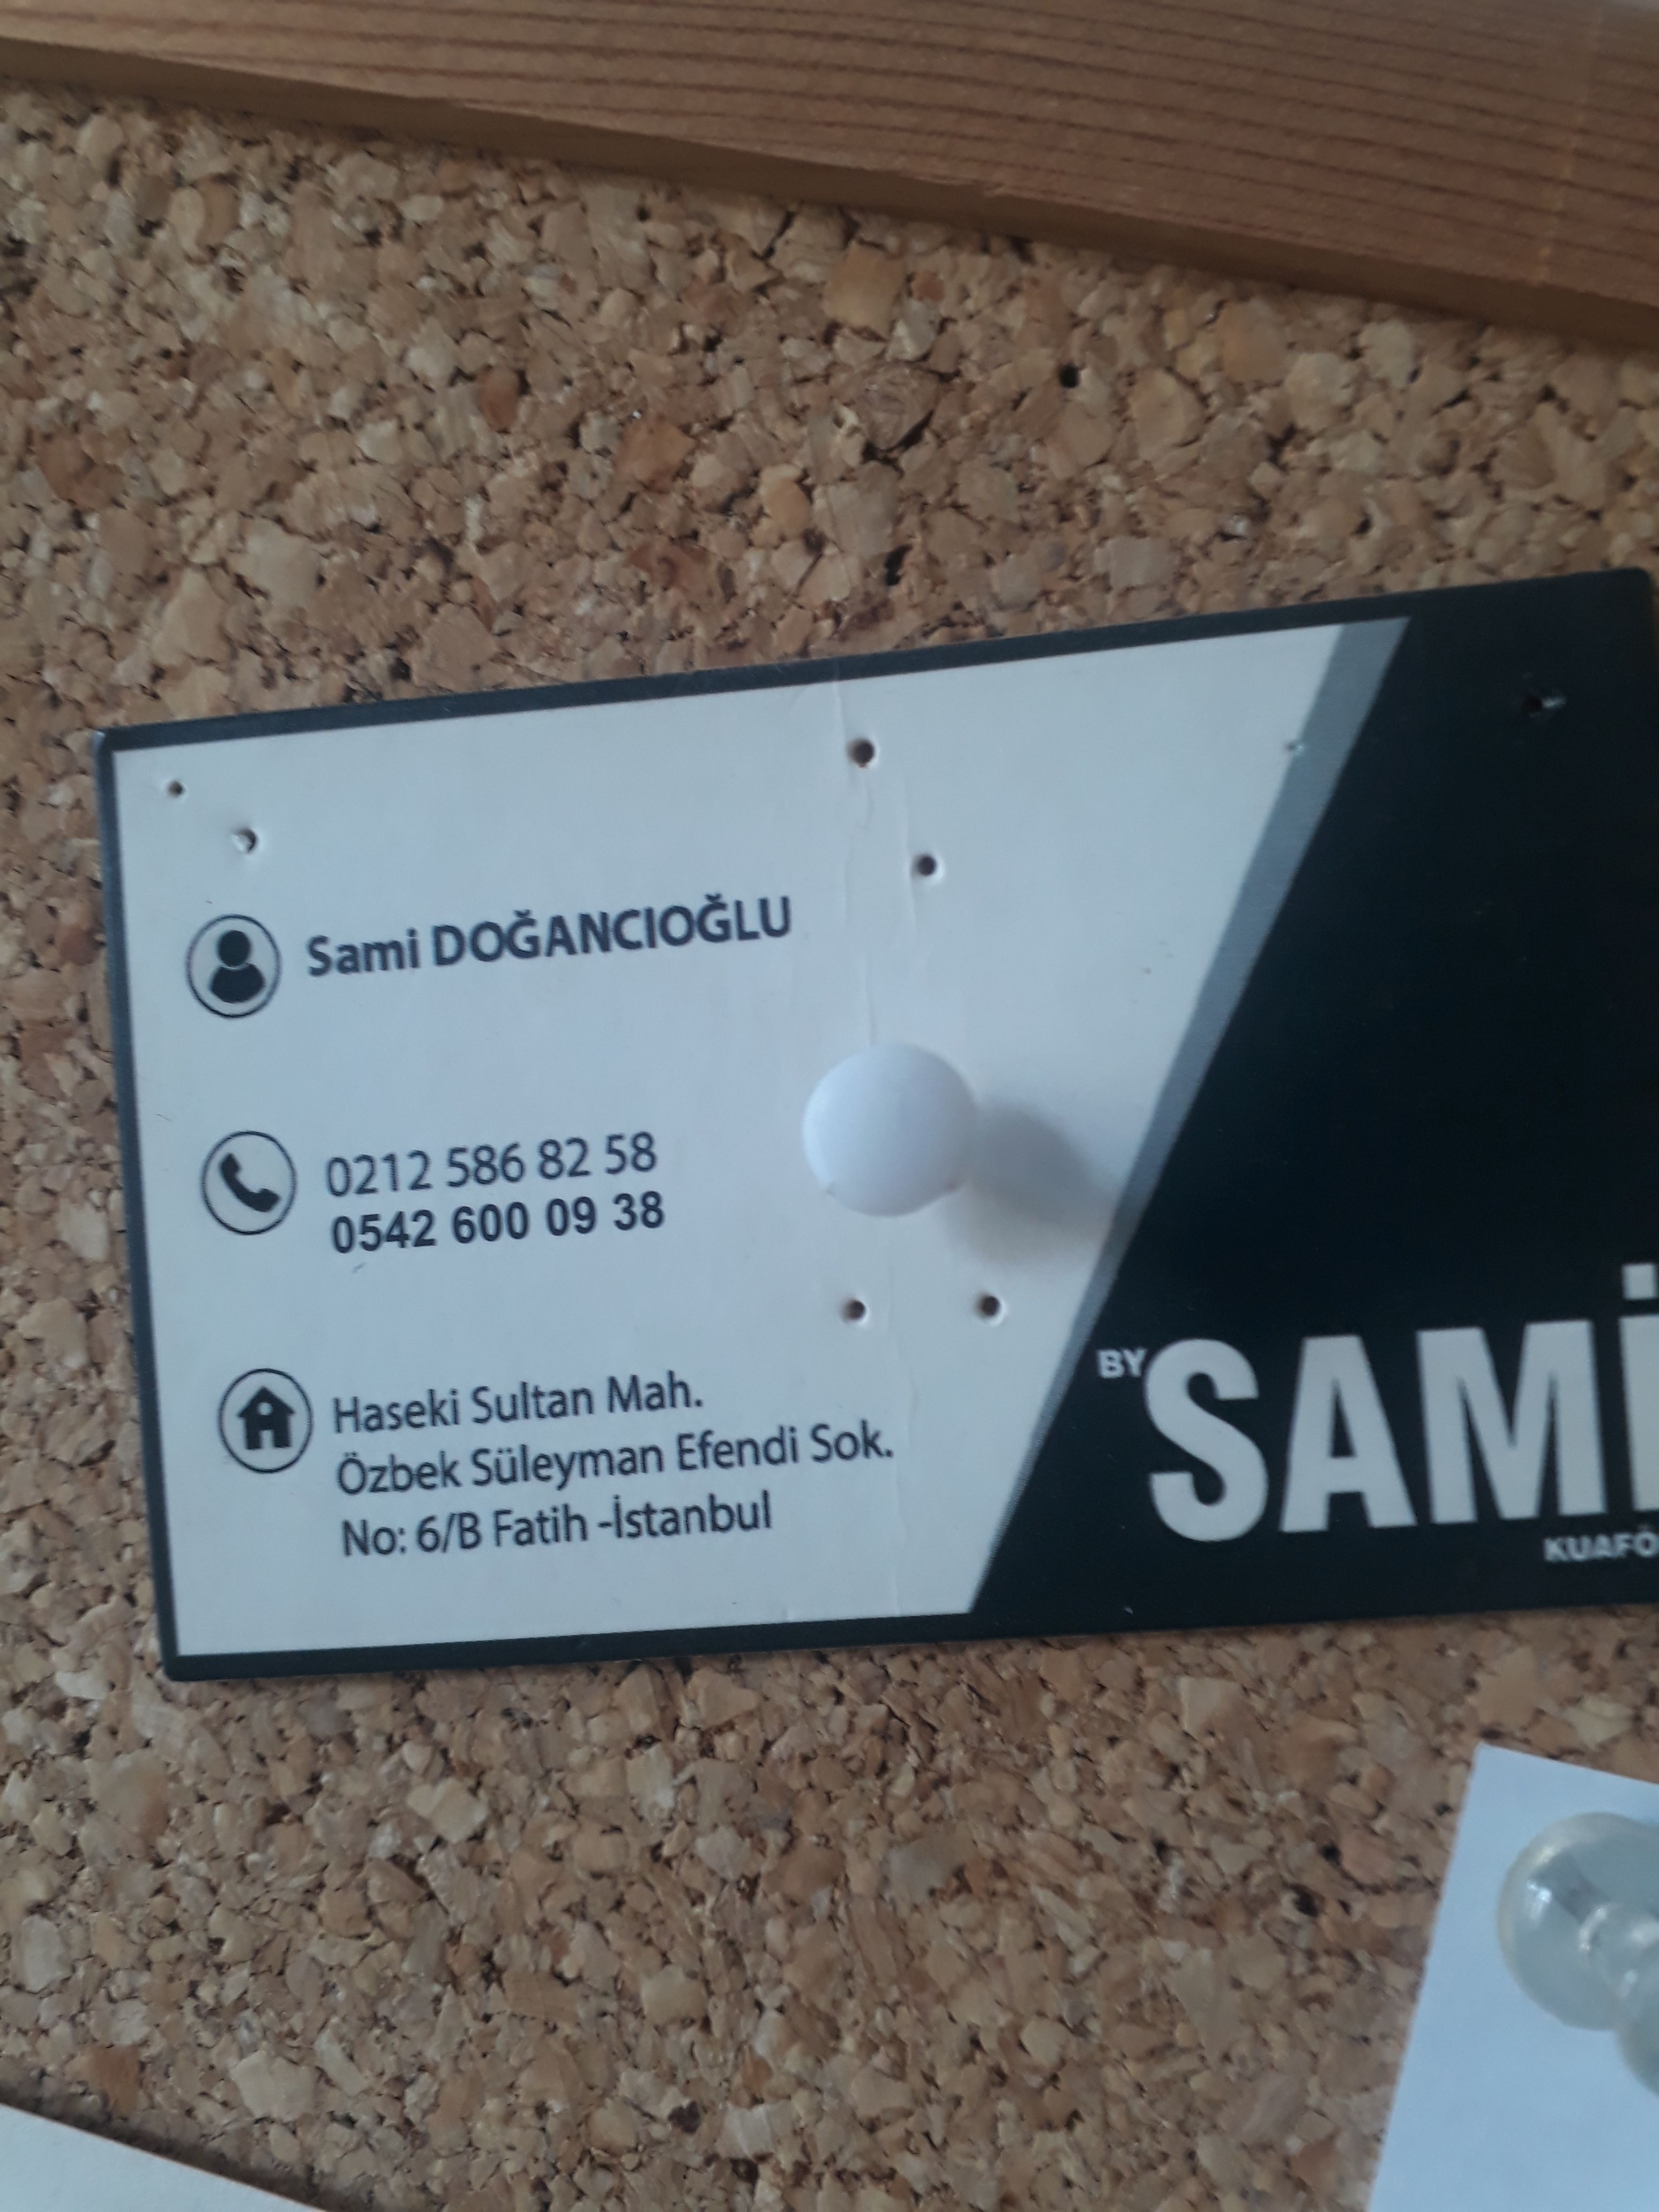 Sami DOĞANCIOĞLU
0212 586 82 58
0542 600 09 38
Haseki Sultan Mah.
Özbek Süleyman Efendi Sok.
No: 6/B Fatih -İstanbul
BY SAMİ
KUAFÖ